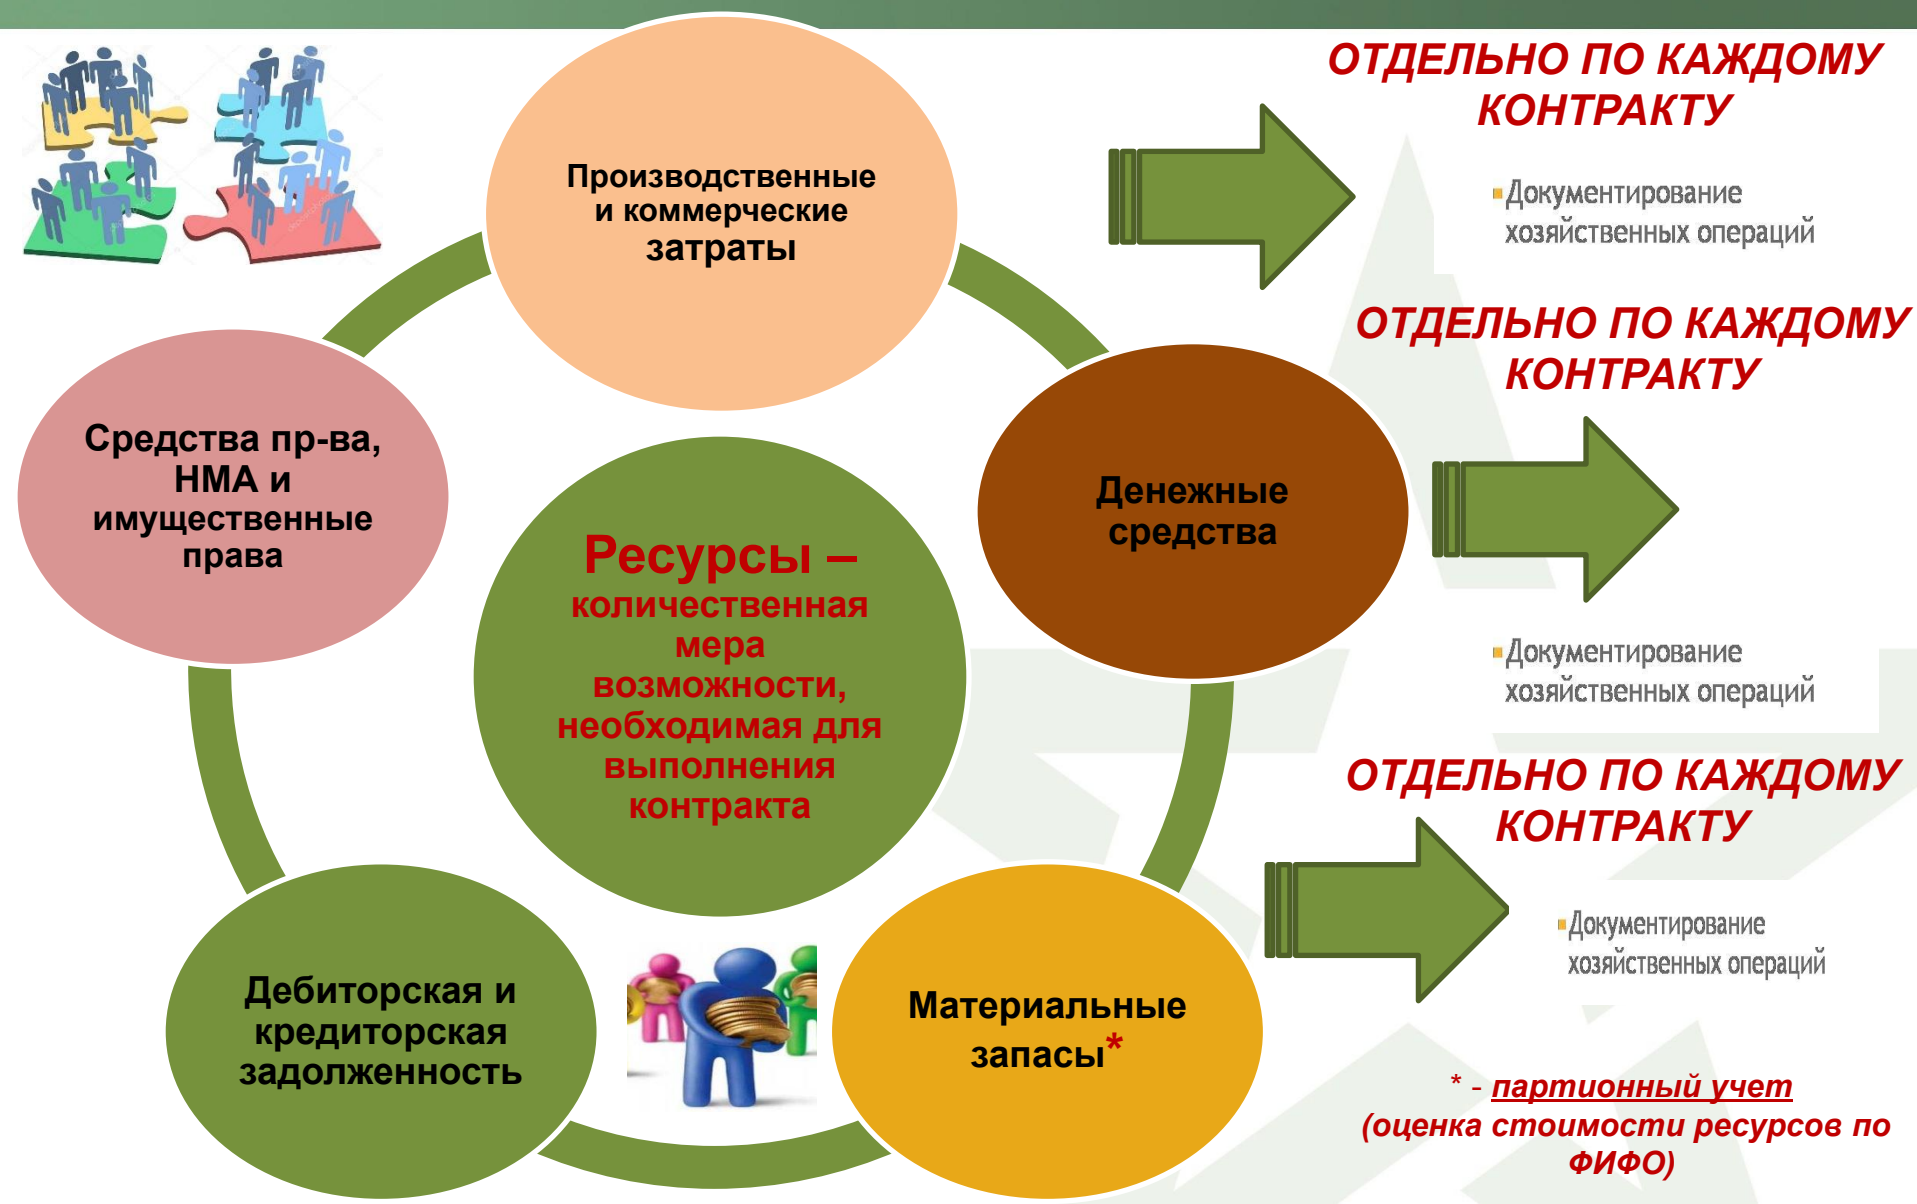 ОТДЕЛЬНО ПО КАЖДОМУ
КОНТРАКТУ
Производственные
и коммерческие
затраты
▪Документирование
хозяйственных операций
ОТДЕЛЬНО ПО КАЖДОМУ
КОНТРАКТУ
Средства пр-ва,
НМА и
имущественные
права
Денежные
средства
Ресурсы –
количественная
мера
возможности,
необходимая для
выполнения
контракта
▪Документирование
хозяйственных операций
ОТДЕЛЬНО ПО КАЖДОМУ
КОНТРАКТУ
▪Документирование
хозяйственных операций
Дебиторская и
кредиторская
задолженность
Материальные
запасы*
* - партионный учет
(оценка стоимости ресурсов по
ФИФО)